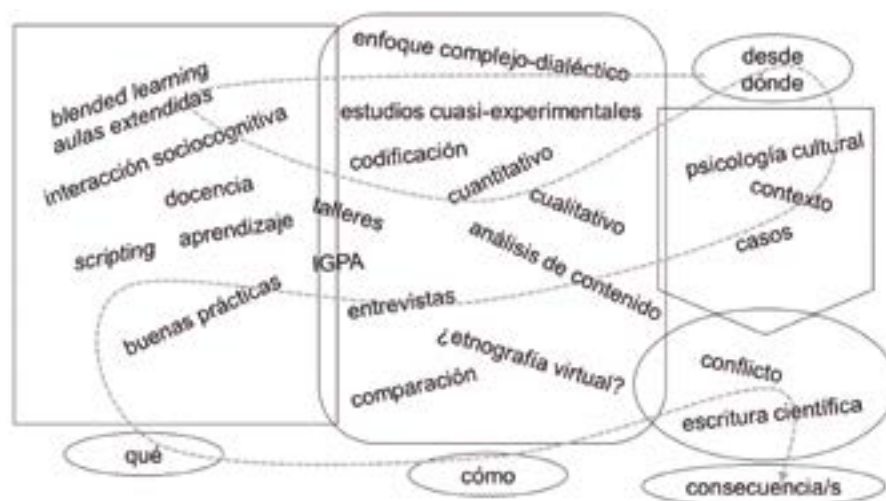 blended learning
aulas extendidas
interacción sociocognitiva
docencia
scripting
aprendizaje
buenas prácticas
talleres
IGPA
enfoque complejo-dialéctico
estudios cuasi-experimentales
codificación
cuantitativo
cualitativo
análisis de contenido
entrevistas
¿etnografía virtual?
comparación
desde
dónde
psicología cultural
contexto
casos
conflicto
escritura científica
qué
cómo
consecuencia/s